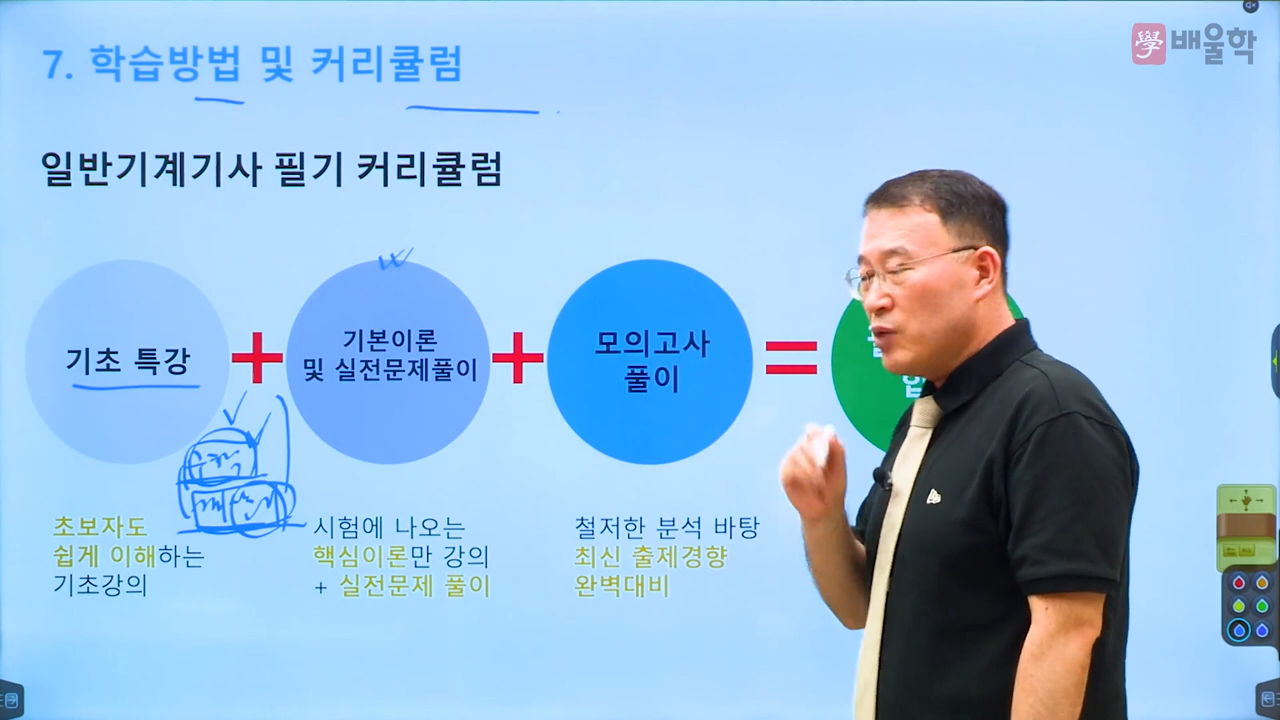 7. 학습방법 및 커리큘럼
學 배울학
일반기계기사 필기 커리큘럼
기초 특강
기본이론
및 실전문제풀이
모의고사
풀이
초보자도
쉽게 이해하는
기초강의
시험에 나오는
핵심이론만 강의
+ 실전문제 풀이
철저한 분석 바탕
최신 출제경향
완벽대비